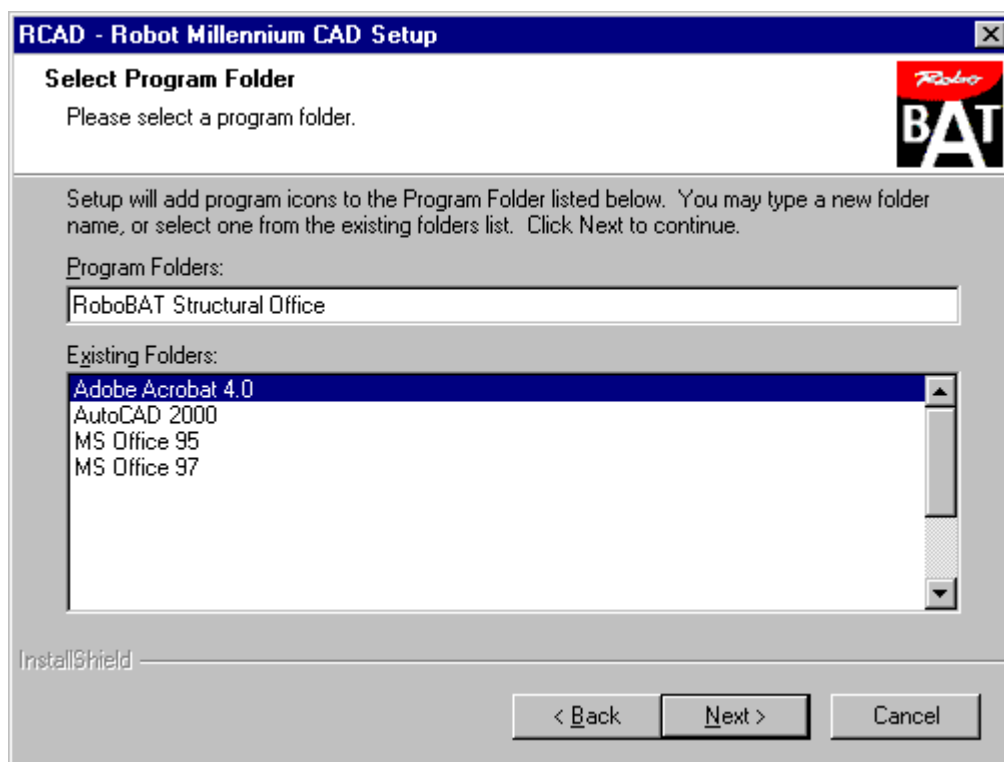 RCAD - Robot Millennium CAD Setup
Select Program Folder
Please select a program folder.
Robo
BAT
Setup will add program icons to the Program Folder listed below.  You may type a new folder
name, or select one from the existing folders list.  Click Next to continue.
Program Folders:
RoboBAT Structural Office
Existing Folders:
Adobe Acrobat 4.0
AutoCAD 2000
MS Office 95
MS Office 97
InstallShield
< Back
Next >
Cancel